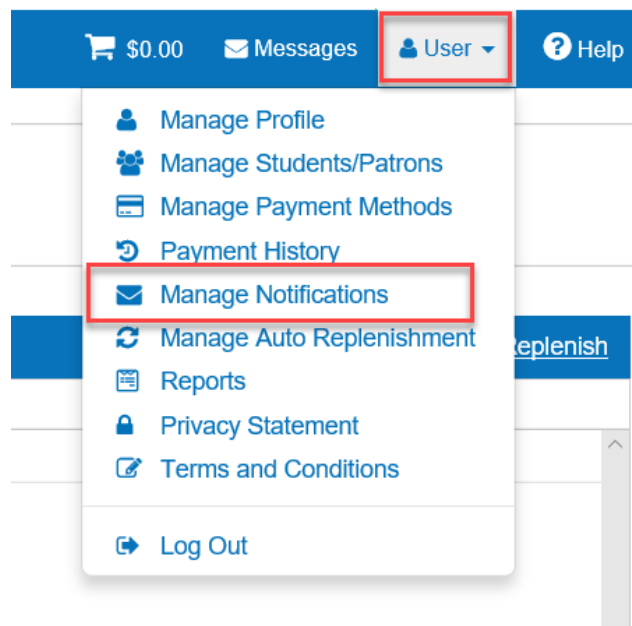 $0.00 Messages User Help
Manage Profile
Manage Students/Patrons
Manage Payment Methods
Payment History
Manage Notifications
Manage Auto Replenishment
Reports
Privacy Statement
Terms and Conditions
Log Out